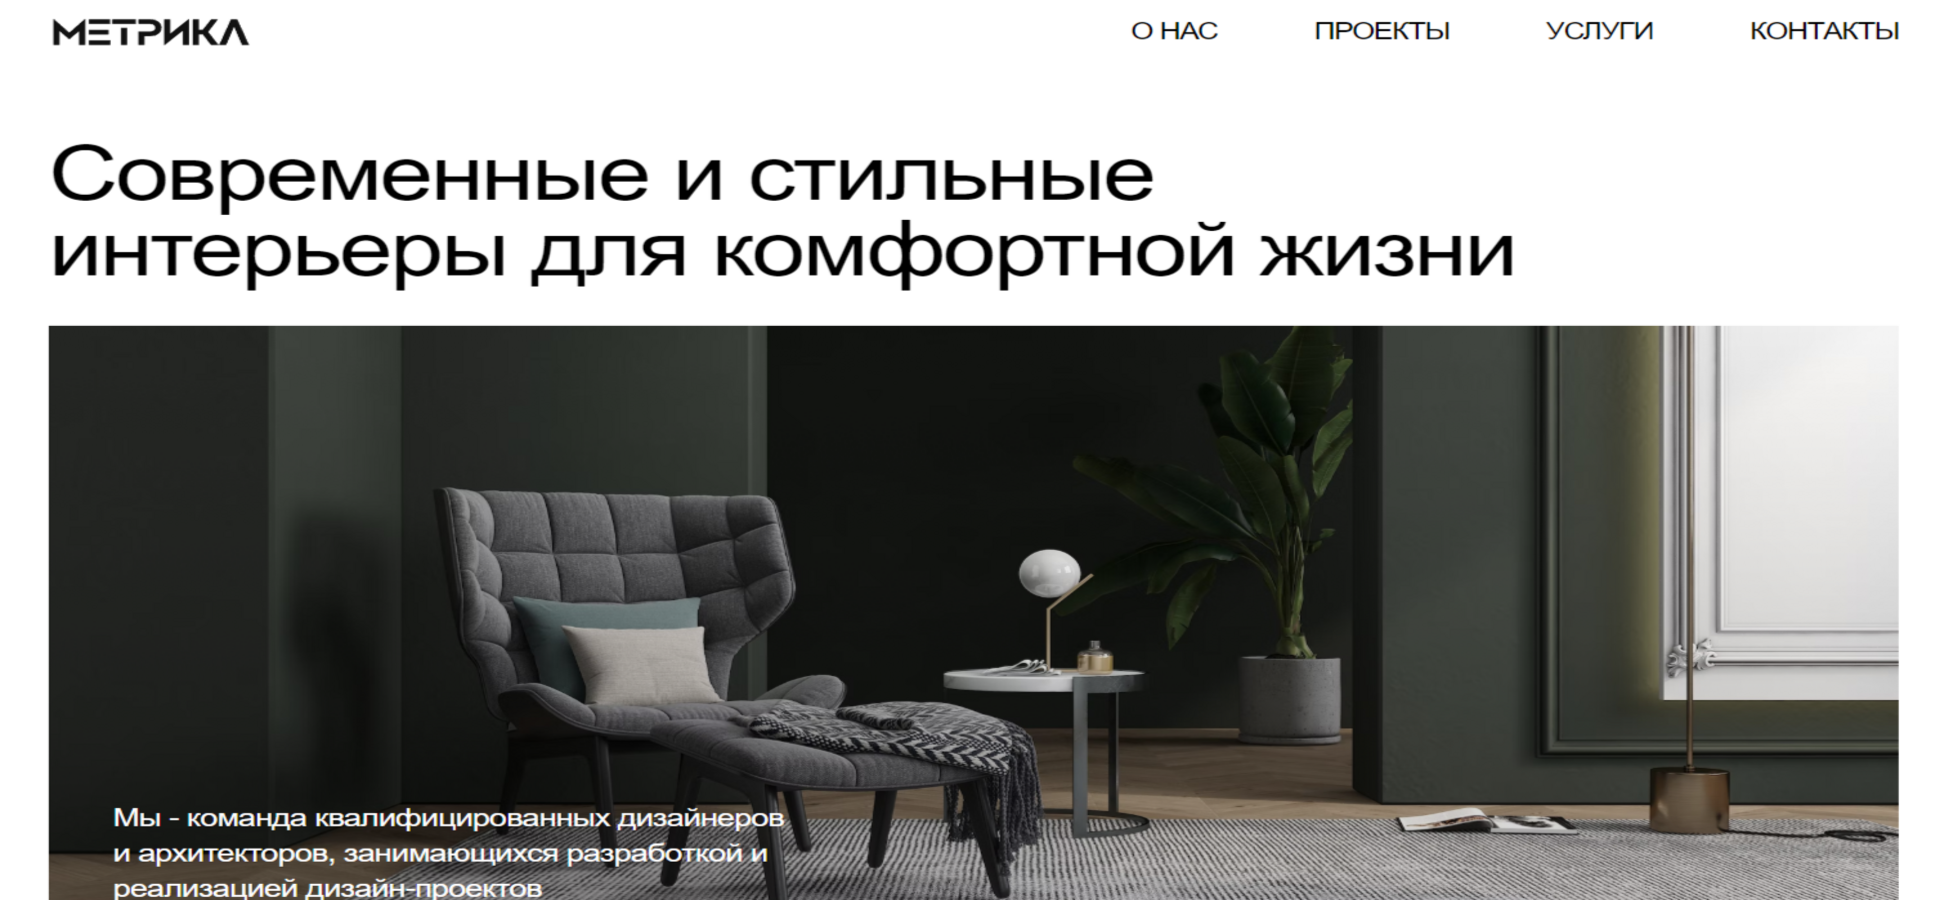 МЕТРИКА
О НАС ПРОЕКТЫ УСЛУГИ КОНТАКТЫ
Современные и стильные
интерьеры для комфортной жизни
Мы - команда квалифицированных дизайнеров
и архитекторов, занимающихся разработкой и
реализацией дизайн-проектов